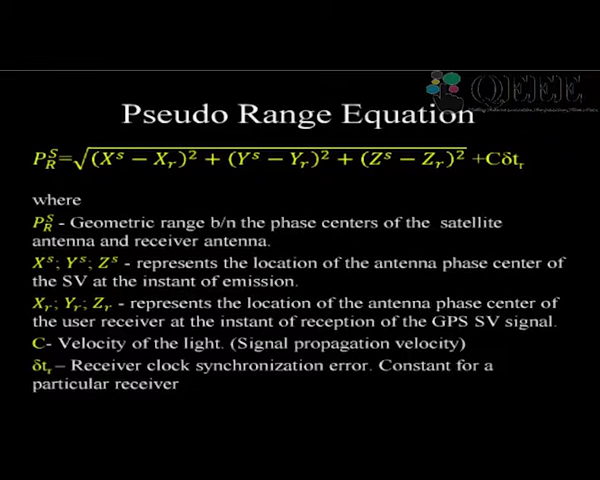 QEEE
Pseudo Range Equation
P_R^S=√(X^s − X_r)^2 + (Y^s − Y_r)^2 + (Z^s − Z_r)^2 +Cδt_r
where
P_R^S - Geometric range b/n the phase centers of the satellite
antenna and receiver antenna.
X^s; Y^s; Z^s - represents the location of the antenna phase center of
the SV at the instant of emission.
X_r; Y_r; Z_r - represents the location of the antenna phase center of
the user receiver at the instant of reception of the GPS SV signal.
C- Velocity of the light. (Signal propagation velocity)
δt_r – Receiver clock synchronization error. Constant for a
particular receiver